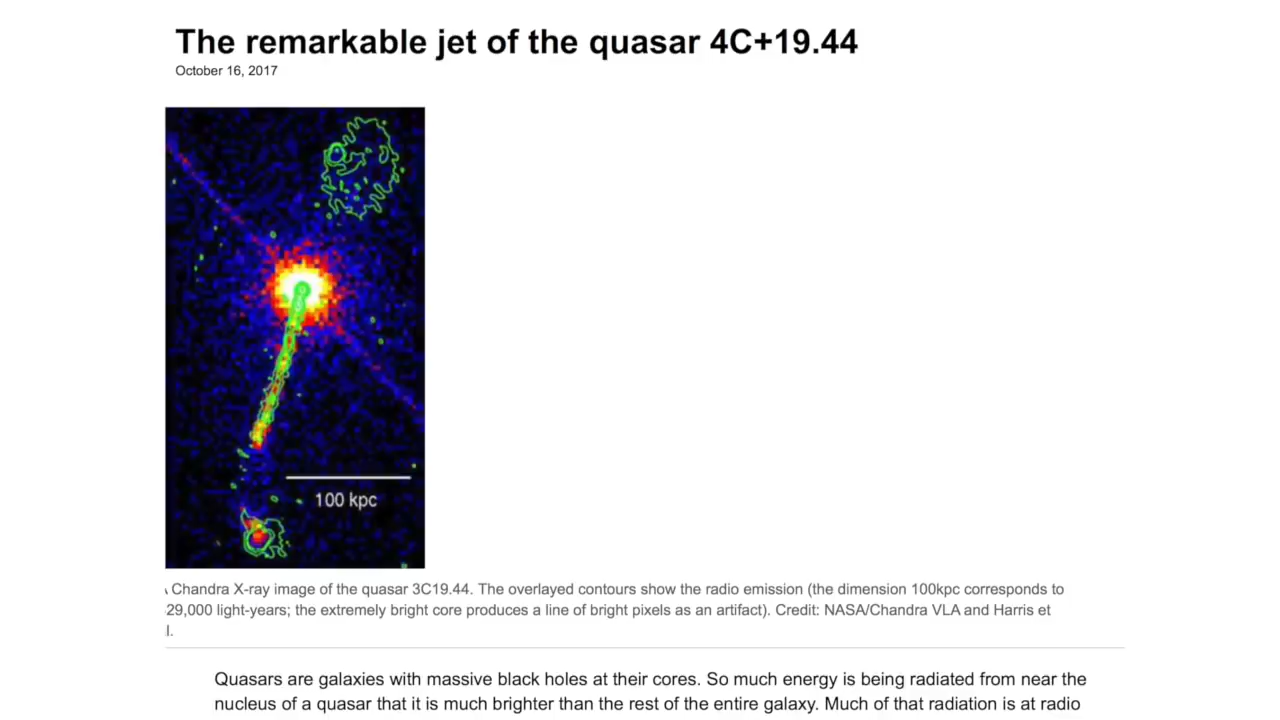 The remarkable jet of the quasar 4C+19.44
October 16, 2017
100 kpc
Chandra X-ray image of the quasar 3C19.44. The overlayed contours show the radio emission (the dimension 100kpc corresponds to
29,000 light-years; the extremely bright core produces a line of bright pixels as an artifact). Credit: NASA/Chandra VLA and Harris et
l.
Quasars are galaxies with massive black holes at their cores. So much energy is being radiated from near the
nucleus of a quasar that it is much brighter than the rest of the entire galaxy. Much of that radiation is at radio